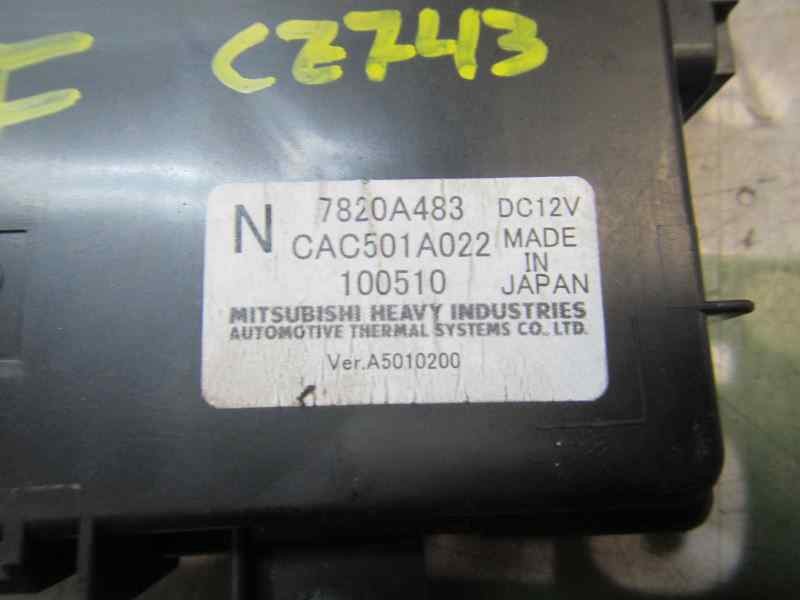 CZ743
N 7820A483 DC12V
CAC501A022 MADE
IN
100510 JAPAN
MITSUBISHI HEAVY INDUSTRIES
AUTOMOTIVE THERMAL SYSTEMS CO., LTD.
Ver.A5010200